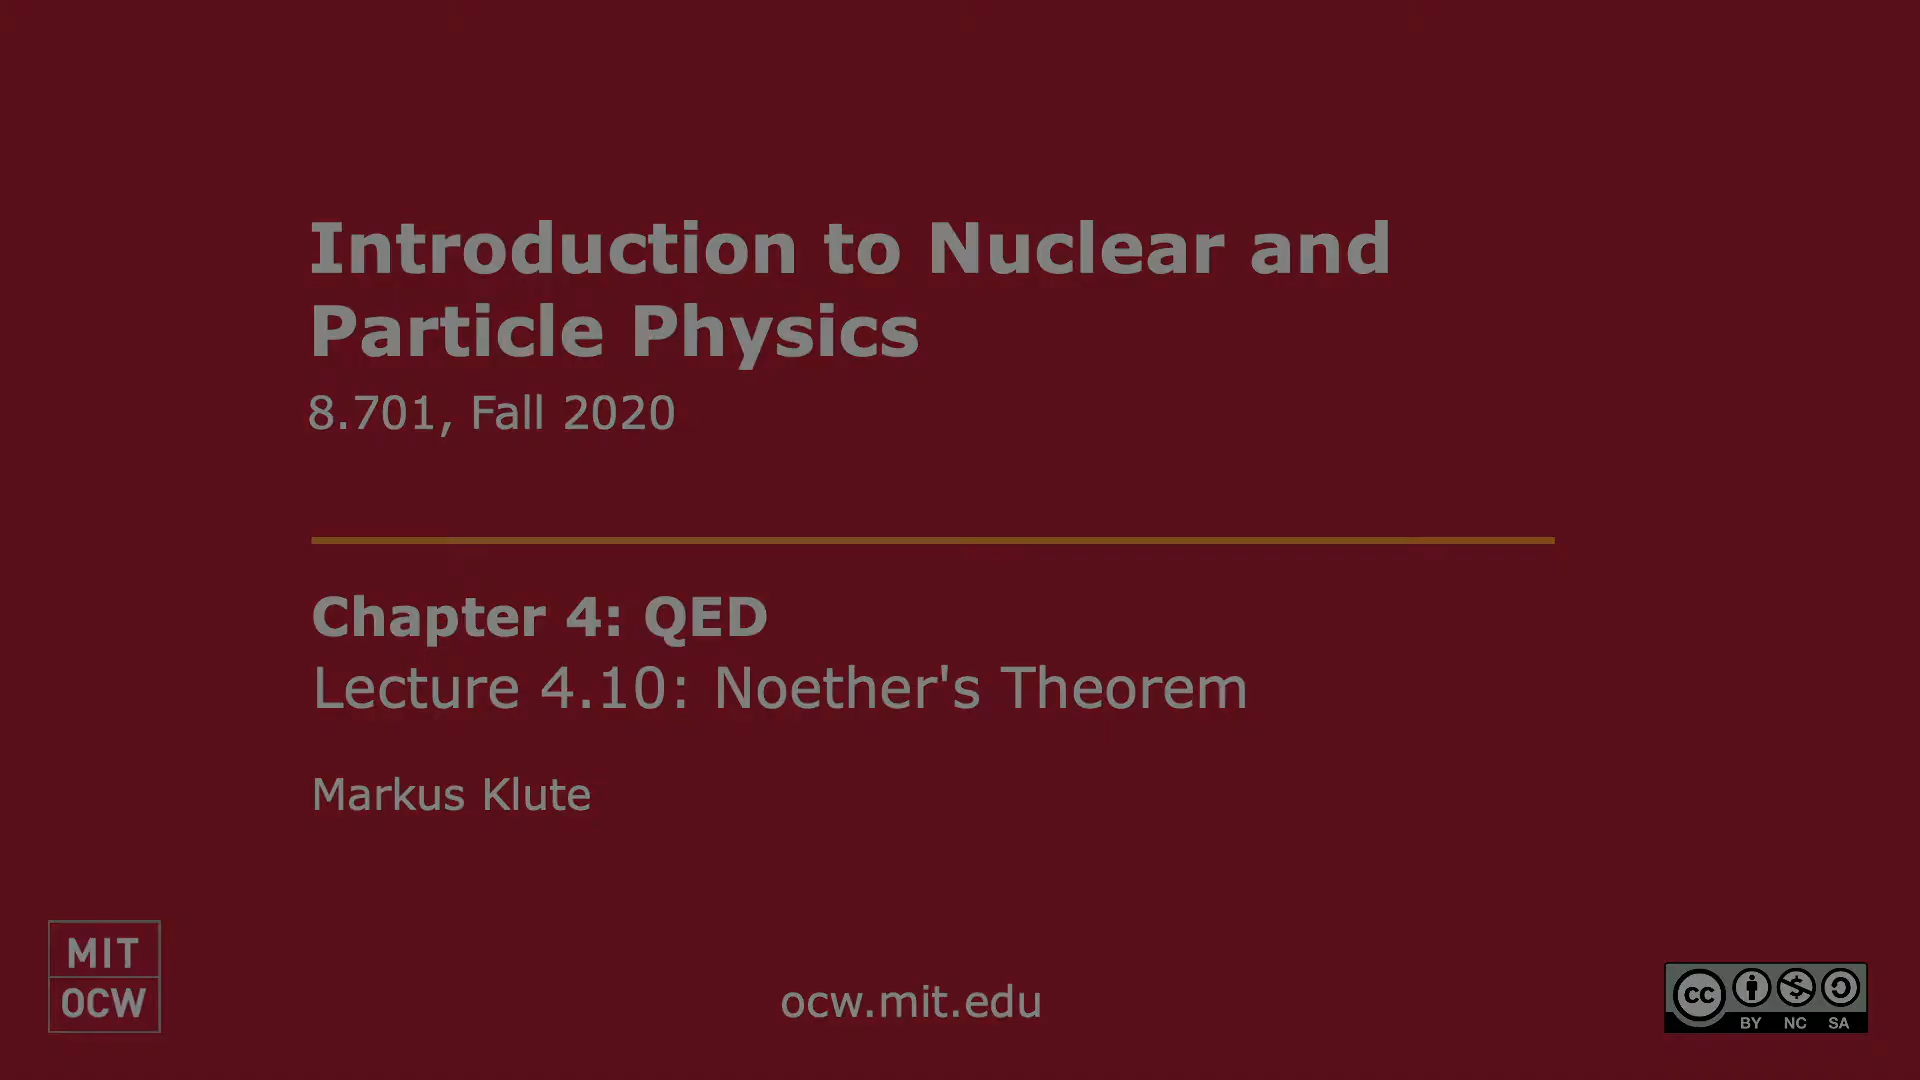 Introduction to Nuclear and
Particle Physics
8.701, Fall 2020
Chapter 4: QED
Lecture 4.10: Noether's Theorem
Markus Klute
MIT
OCW
ocw.mit.edu
cc
BY NC SA